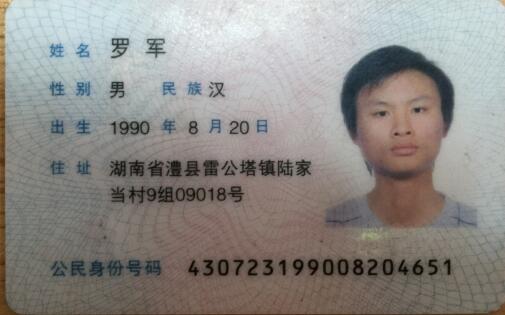 姓名 罗军
性别 男 民族 汉
出生 1990 年 8 月 20 日
住址 湖南省澧县雷公塔镇陆家
当村9组09018号
公民身份号码 430723199008204651